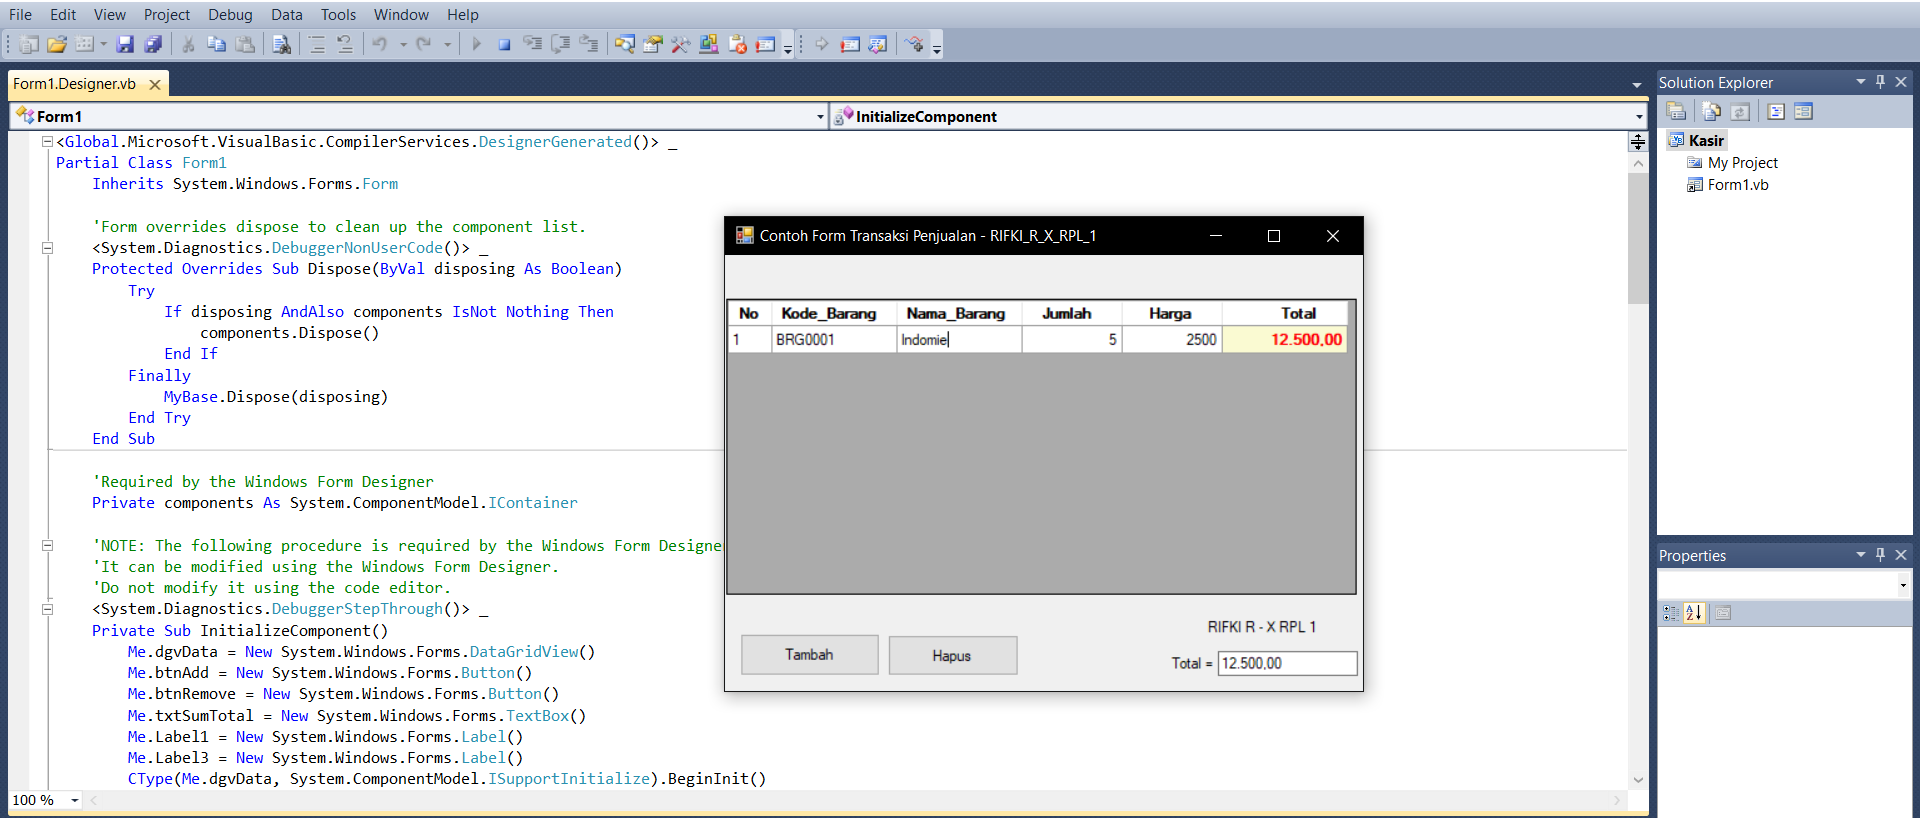 File Edit View Project Debug Data Tools Window Help
Form1.Designer.vb
Form1
InitializeComponent
<Global.Microsoft.VisualBasic.CompilerServices.DesignerGenerated()> _
Partial Class Form1
Inherits System.Windows.Forms.Form
'Form overrides dispose to clean up the component list.
<System.Diagnostics.DebuggerNonUserCode()> _
Protected Overrides Sub Dispose(ByVal disposing As Boolean)
Try
If disposing AndAlso components IsNot Nothing Then
components.Dispose()
End If
Finally
MyBase.Dispose(disposing)
End Try
End Sub
'Required by the Windows Form Designer
Private components As System.ComponentModel.IContainer
'NOTE: The following procedure is required by the Windows Form Designe
'It can be modified using the Windows Form Designer.
'Do not modify it using the code editor.
<System.Diagnostics.DebuggerStepThrough()> _
Private Sub InitializeComponent()
Me.dgvData = New System.Windows.Forms.DataGridView()
Me.btnAdd = New System.Windows.Forms.Button()
Me.btnRemove = New System.Windows.Forms.Button()
Me.txtSumTotal = New System.Windows.Forms.TextBox()
Me.Label1 = New System.Windows.Forms.Label()
Me.Label3 = New System.Windows.Forms.Label()
CType(Me.dgvData, System.ComponentModel.ISupportInitialize).BeginInit()
100 %
Contoh Form Transaksi Penjualan - RIFKI_R_X_RPL_1
No Kode_Barang Nama_Barang Jumlah Harga Total
1 BRG0001 Indomie 5 2500 12.500,00
Tambah
Hapus
RIFKI R - X RPL 1
Total = 12.500,00
Solution Explorer
Kasir
My Project
Form1.vb
Properties